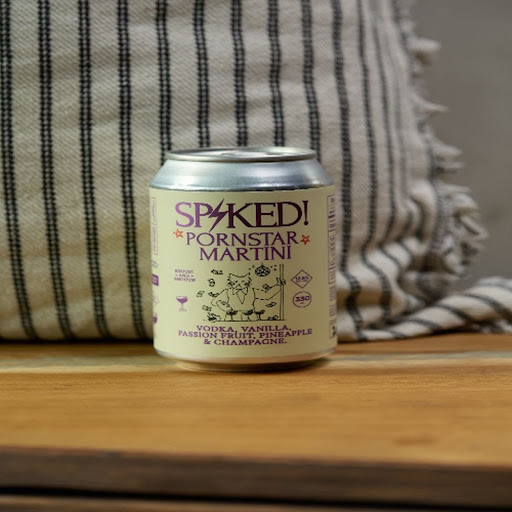 SPIKED!
PORNSTAR
MARTINI
330
VODKA, VANILLA,
PASSION FRUIT, PINEAPPLE
& CHAMPAGNE.